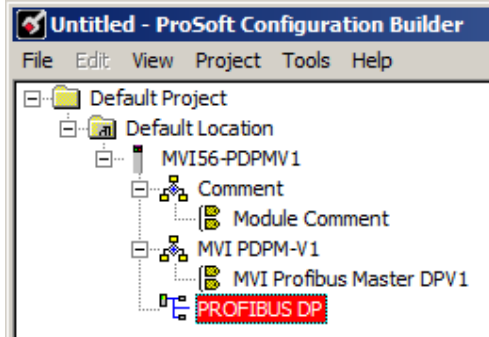 Untitled - ProSoft Configuration Builder
File Edit View Project Tools Help
Default Project
Default Location
MVI56-PDPMV1
Comment
Module Comment
MVI PDPM-V1
MVI Profibus Master DPV1
PROFIBUS DP